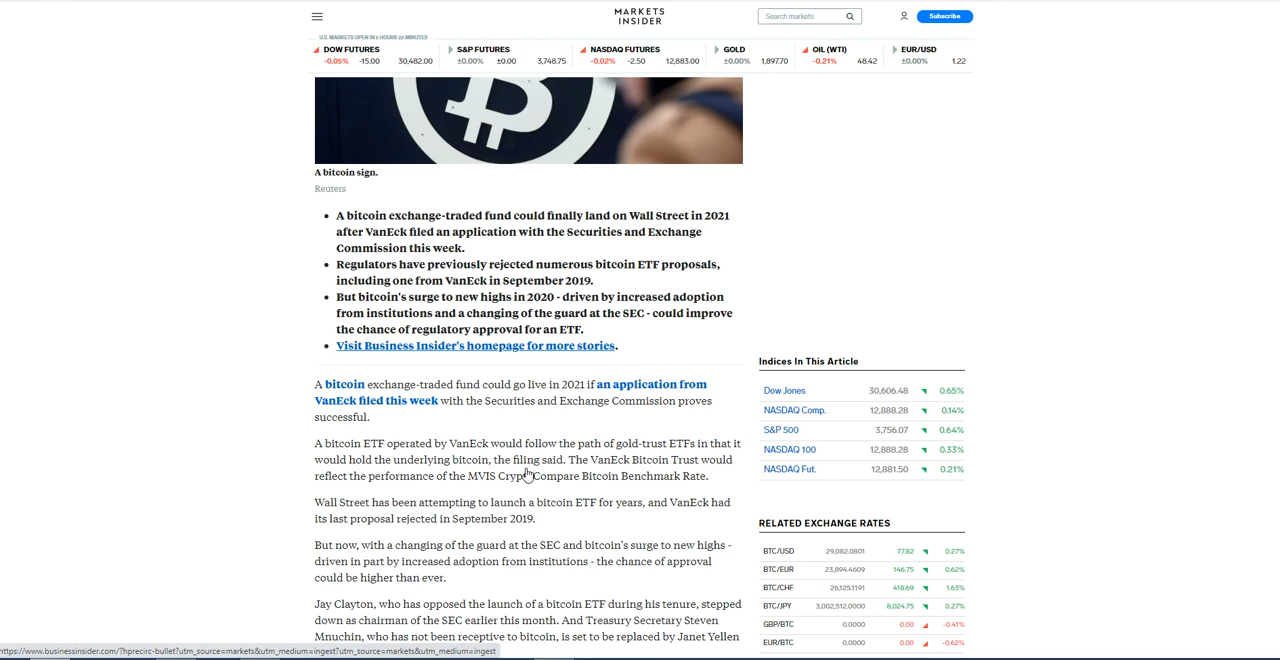 MARKETS
INSIDER
Search markets
Subscribe
U.S. MARKETS OPEN IN 5 HOURS 22 MINUTES
DOW FUTURES
-0.05% -15.00 30,482.00
S&P FUTURES
±0.00% ±0.00 3,748.75
NASDAQ FUTURES
-0.02% -2.50 12,883.00
GOLD
±0.00% 1,897.70
OIL (WTI)
-0.21% 48.42
EUR/USD
±0.00% 1.22
A bitcoin sign.
Reuters
• A bitcoin exchange-traded fund could finally land on Wall Street in 2021
after VanEck filed an application with the Securities and Exchange
Commission this week.
• Regulators have previously rejected numerous bitcoin ETF proposals,
including one from VanEck in September 2019.
• But bitcoin's surge to new highs in 2020 - driven by increased adoption
from institutions and a changing of the guard at the SEC - could improve
the chance of regulatory approval for an ETF.
• Visit Business Insider's homepage for more stories.
A bitcoin exchange-traded fund could go live in 2021 if an application from
VanEck filed this week with the Securities and Exchange Commission proves
successful.
A bitcoin ETF operated by VanEck would follow the path of gold-trust ETFs in that it
would hold the underlying bitcoin, the filing said. The VanEck Bitcoin Trust would
reflect the performance of the MVIS CryptoCompare Bitcoin Benchmark Rate.
Wall Street has been attempting to launch a bitcoin ETF for years, and VanEck had
its last proposal rejected in September 2019.
But now, with a changing of the guard at the SEC and bitcoin's surge to new highs -
driven in part by increased adoption from institutions - the chance of approval
could be higher than ever.
Jay Clayton, who has opposed the launch of a bitcoin ETF during his tenure, stepped
down as chairman of the SEC earlier this month. And Treasury Secretary Steven
Mnuchin, who has not been receptive to bitcoin, is set to be replaced by Janet Yellen
Indices In This Article
Dow Jones 30,606.48 0.65%
NASDAQ Comp. 12,888.28 0.14%
S&P 500 3,756.07 0.64%
NASDAQ 100 12,888.28 0.33%
NASDAQ Fut. 12,881.50 0.21%
RELATED EXCHANGE RATES
BTC/USD 29,082.0801 77.82 0.27%
BTC/EUR 23,894.4609 146.75 0.62%
BTC/CHF 26,125.1191 418.69 1.63%
BTC/JPY 3,002,512.0000 8,024.75 0.27%
GBP/BTC 0.0000 0.00 -0.41%
EUR/BTC 0.0000 0.00 -0.62%
https://www.businessinsider.com/?hprecirc-bullet?utm_source=markets&utm_medium=ingest?utm_source=markets&utm_medium=ingest